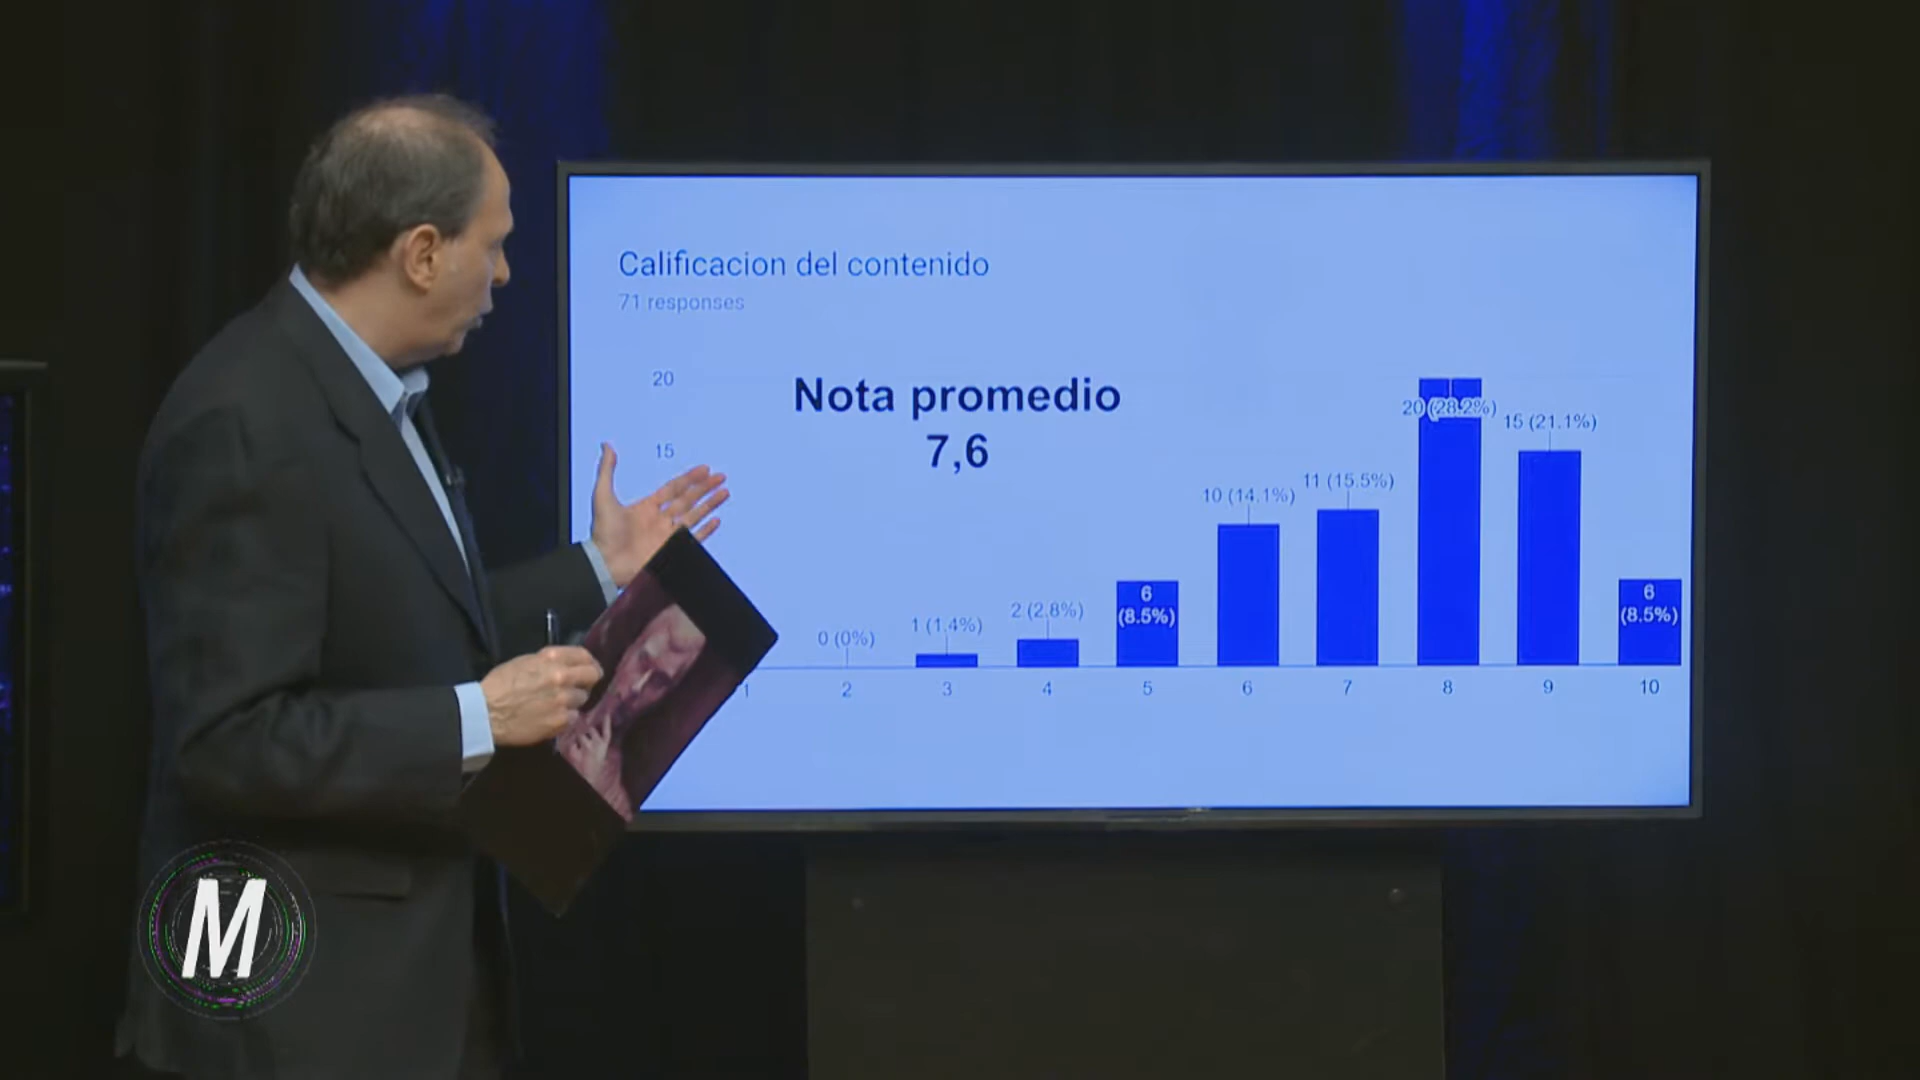 Calificacion del contenido
71 responses
Nota promedio
7,6
20
15
0 (0%)
1 (1.4%)
2 (2.8%)
6
(8.5%)
10 (14.1%)
11 (15.5%)
20 (28.2%)
15 (21.1%)
6
(8.5%)
1 2 3 4 5 6 7 8 9 10
M